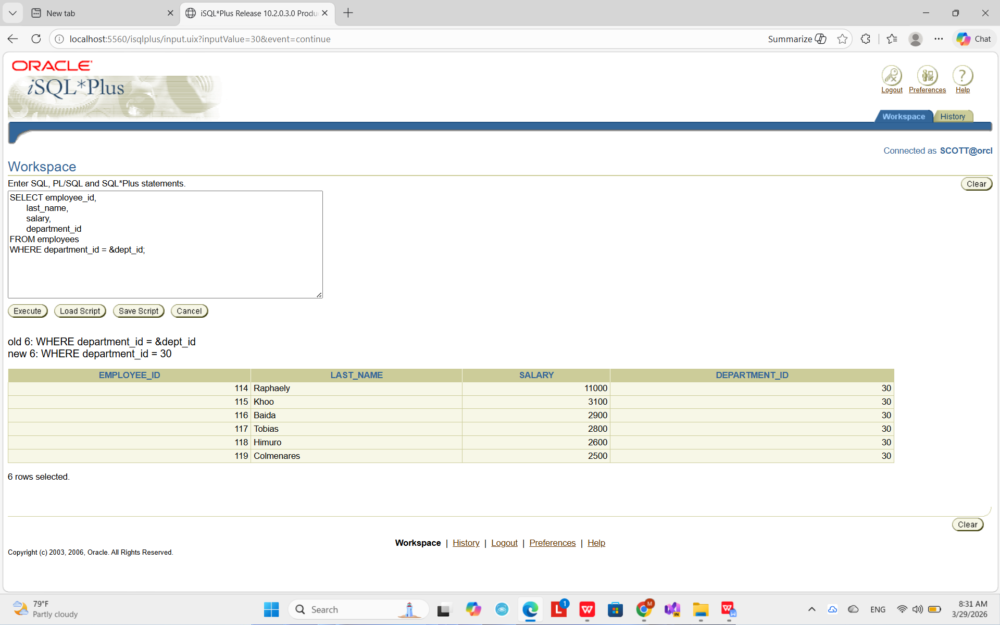 New tab
iSQL*Plus Release 10.2.0.3.0 Produ
localhost:5560/isqlplus/input.uix?inputValue=30&event=continue
Summarize
Chat
ORACLE
iSQL*Plus
Logout Preferences Help
Workspace History
Connected as SCOTT@orcl
Workspace
Enter SQL, PL/SQL and SQL*Plus statements.
Clear
SELECT employee_id,
last_name,
salary,
department_id
FROM employees
WHERE department_id = &dept_id;
Execute Load Script Save Script Cancel
old 6: WHERE department_id = &dept_id
new 6: WHERE department_id = 30
EMPLOYEE_ID LAST_NAME SALARY DEPARTMENT_ID
114 Raphaely 11000 30
115 Khoo 3100 30
116 Baida 2900 30
117 Tobias 2800 30
118 Himuro 2600 30
119 Colmenares 2500 30
6 rows selected.
Clear
Workspace | History | Logout | Preferences | Help
Copyright (c) 2003, 2006, Oracle. All Rights Reserved.
79°F
Partly cloudy
Search
1
M
IN
ENG
8:31 AM
3/29/2026